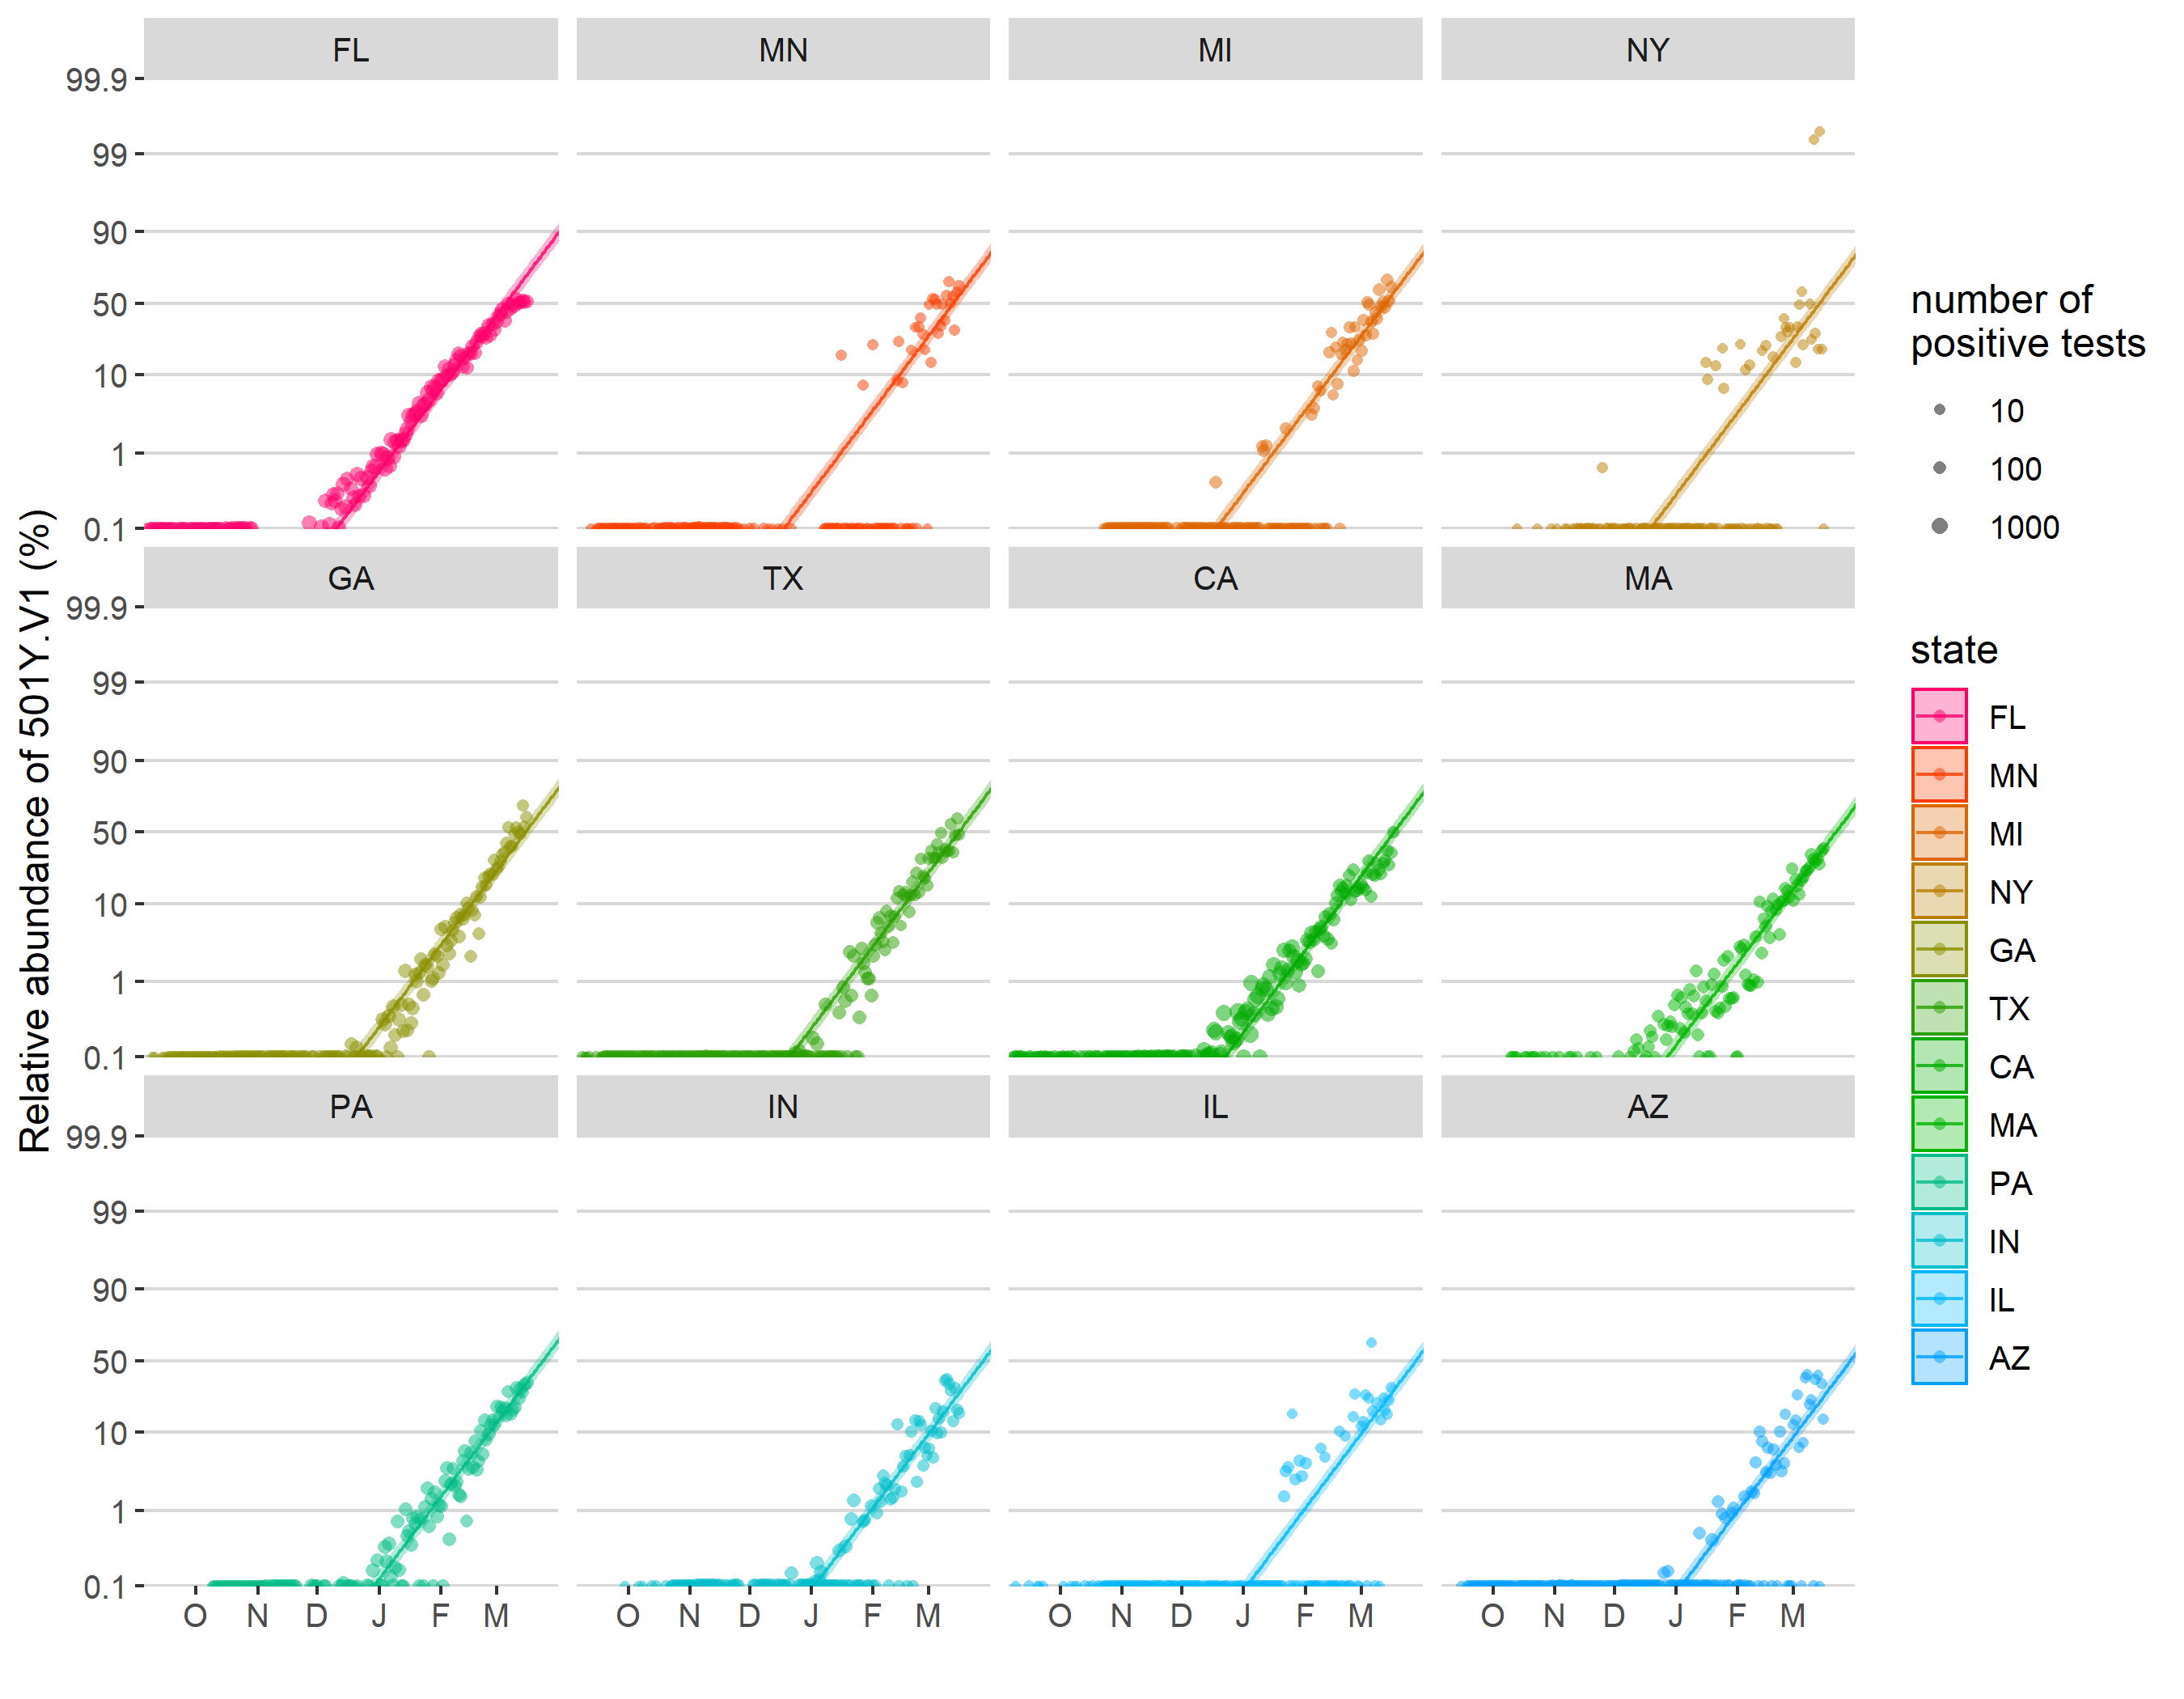 FL MN MI NY
99.9
99
90
50
10
1
0.1
GA TX CA MA
99.9
99
90
50
10
1
0.1
PA IN IL AZ
99.9
99
90
50
10
1
0.1
O N D J F M O N D J F M O N D J F M O N D J F M
Relative abundance of 501Y.V1 (%)
number of
positive tests
10
100
1000
state
FL
MN
MI
NY
GA
TX
CA
MA
PA
IN
IL
AZ